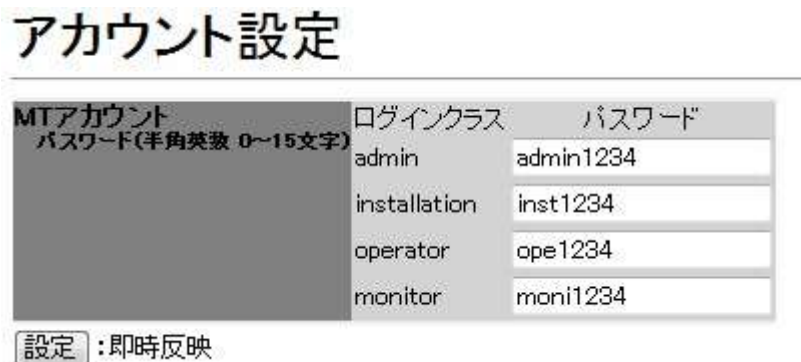 アカウント設定
MTアカウント ログインクラス パスワード
パスワード(半角英数 0～15文字)
admin admin1234
installation inst1234
operator ope1234
monitor moni1234
設定 :即時反映